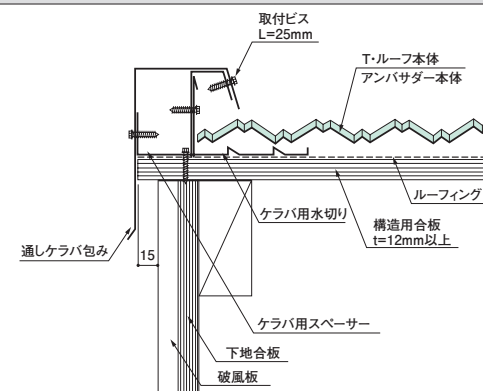 取付ビス
L=25mm
T・ルーフ本体
アンバサダー本体
ルーフィング
ケラバ用水切り
構造用合板
t=12mm以上
通しケラバ包み
15
ケラバ用スペーサー
下地合板
破風板